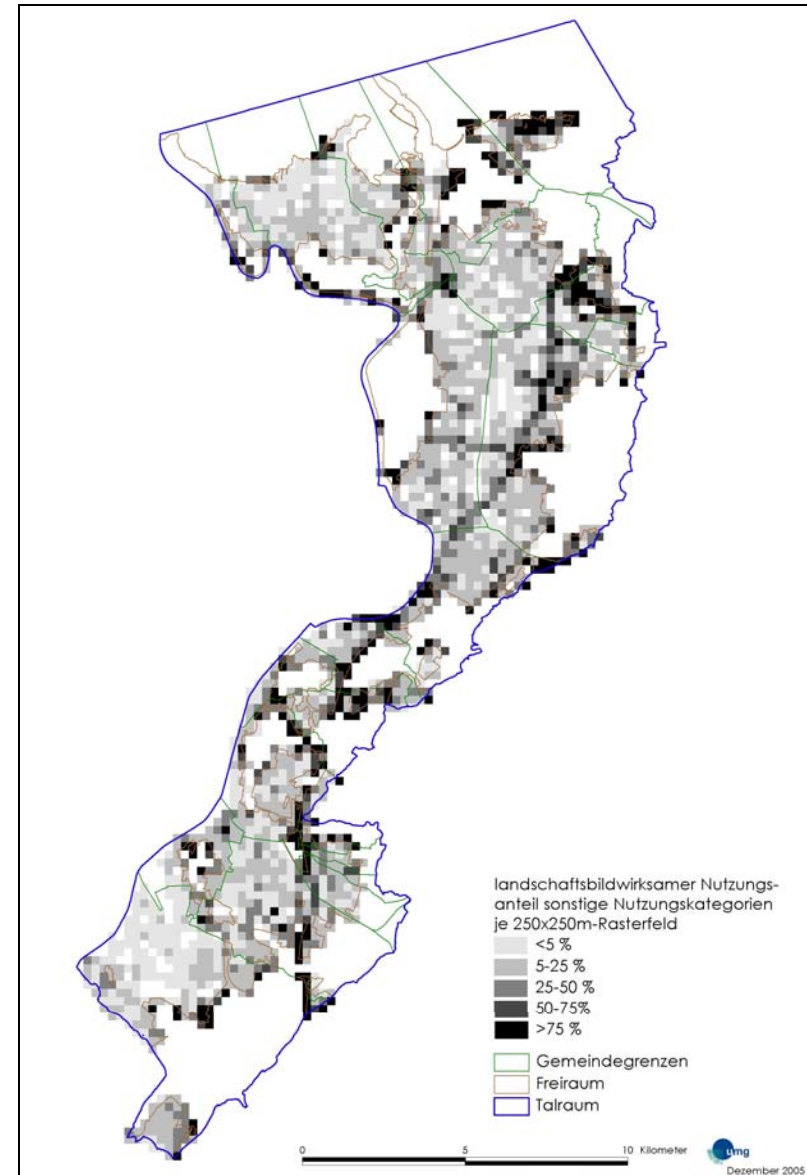 landschaftsbildwirksamer Nutzungs-
anteil sonstige Nutzungskategorien
je 250x250m-Rasterfeld
<5 %
5-25 %
25-50 %
50-75%
>75 %
Gemeindegrenzen
Freiraum
Talraum
0 5 10 Kilometer
umg
Dezember 2005